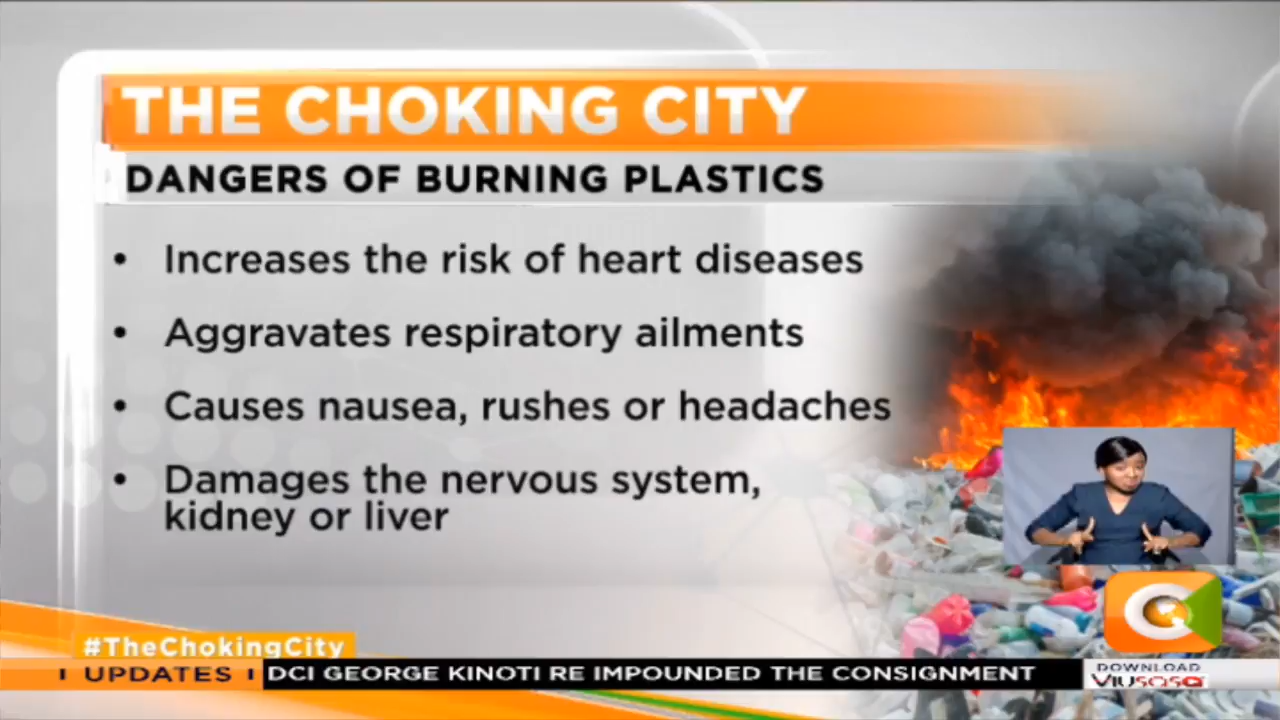 THE CHOKING CITY
DANGERS OF BURNING PLASTICS
• Increases the risk of heart diseases
• Aggravates respiratory ailments
• Causes nausea, rushes or headaches
• Damages the nervous system,
kidney or liver
#TheChokingCity
UPDATES
DCI GEORGE KINOTI RE IMPOUNDED THE CONSIGNMENT
DOWNLOAD
VIUSASA